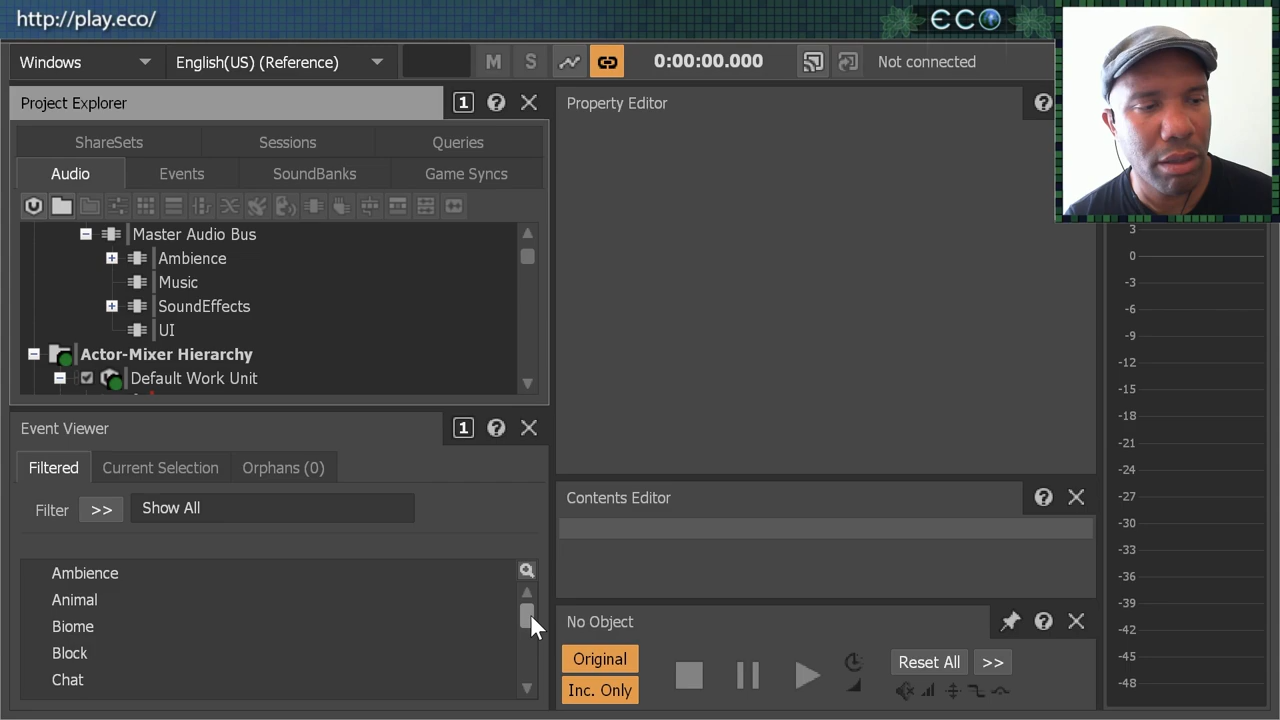 http://play.eco/
ECO
Windows
English(US) (Reference)
M
S
0:00:00.000
Not connected
Project Explorer
1
Property Editor
ShareSets
Sessions
Queries
Audio
Events
SoundBanks
Game Syncs
Master Audio Bus
Ambience
Music
SoundEffects
UI
Actor-Mixer Hierarchy
Default Work Unit
Event Viewer
1
Filtered
Current Selection
Orphans (0)
Filter
>>
Show All
Ambience
Animal
Biome
Block
Chat
Contents Editor
No Object
Original
Inc. Only
Reset All
>>
3
0
-3
-6
-9
-12
-15
-18
-21
-24
-27
-30
-33
-36
-39
-42
-45
-48